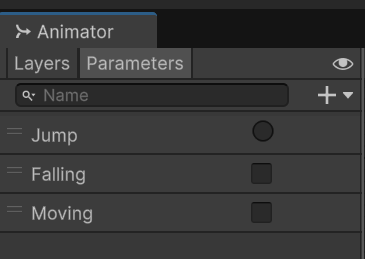 Animator
Layers Parameters
Name
Jump
Falling
Moving